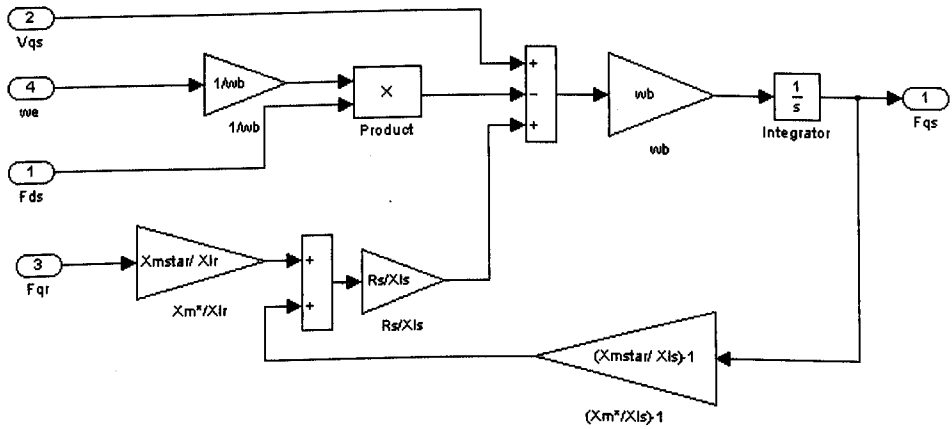 2
Vqs
4
we
1/wb
1/wb
×
Product
1
Fds
+
−
+
wb
wb
1
s
Integrator
1
Fqs
3
Fqr
Xmstar/ Xlr
Xm*/Xlr
+
+
Rs/Xls
Rs/Xls
(Xmstar/ Xls)-1
(Xm*/Xls)-1